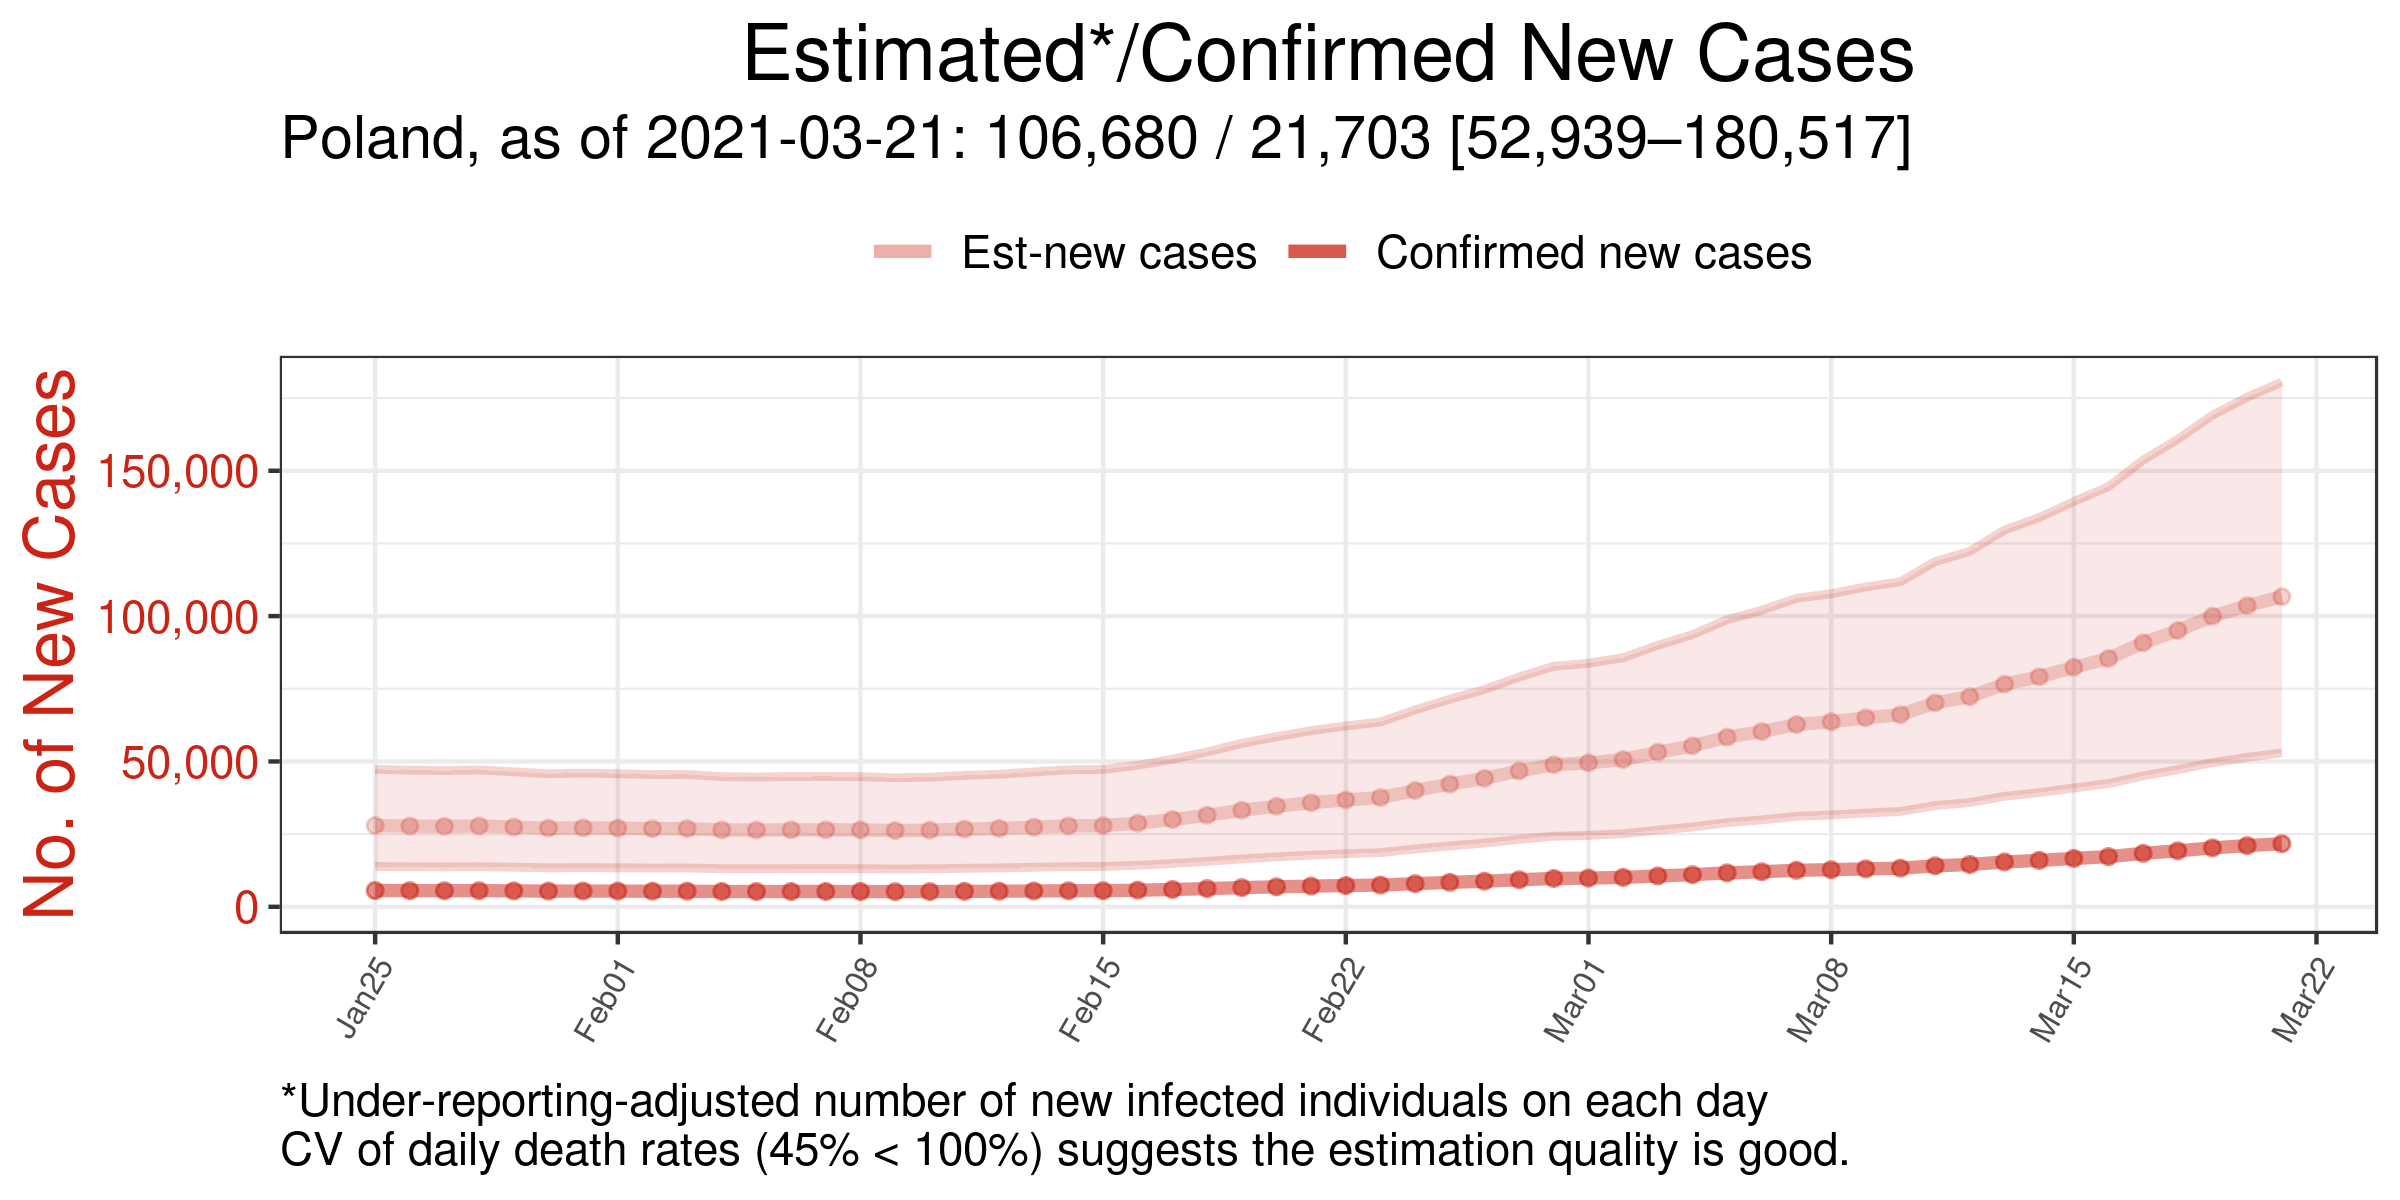 Estimated*/Confirmed New Cases
Poland, as of 2021-03-21: 106,680 / 21,703 [52,939–180,517]
Est-new cases
Confirmed new cases
No. of New Cases
150,000
100,000
50,000
0
Jan25
Feb01
Feb08
Feb15
Feb22
Mar01
Mar08
Mar15
Mar22
*Under-reporting-adjusted number of new infected individuals on each day
CV of daily death rates (45% < 100%) suggests the estimation quality is good.